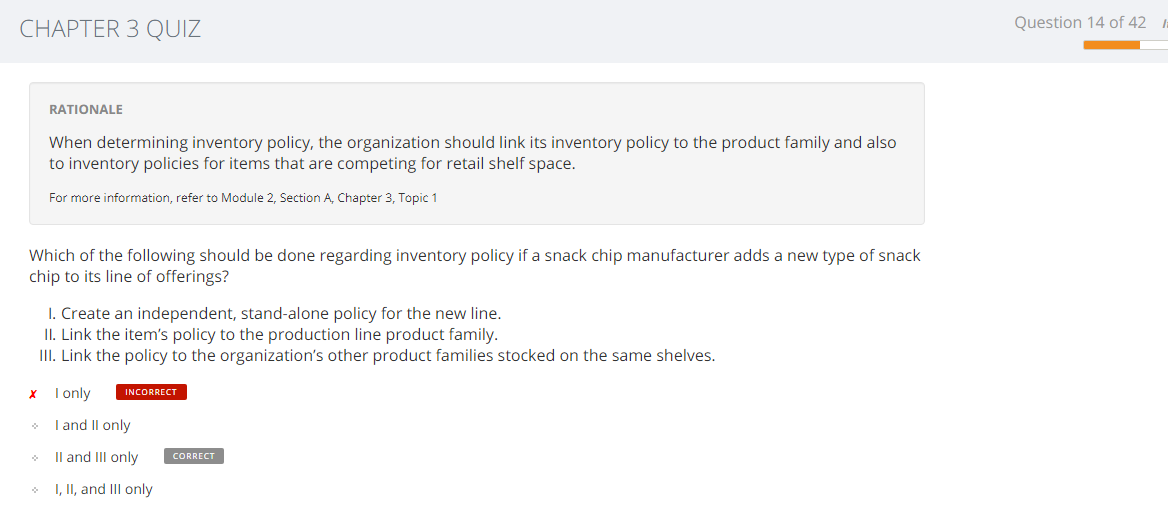 CHAPTER 3 QUIZ
Question 14 of 42
RATIONALE
When determining inventory policy, the organization should link its inventory policy to the product family and also
to inventory policies for items that are competing for retail shelf space.
For more information, refer to Module 2, Section A, Chapter 3, Topic 1
Which of the following should be done regarding inventory policy if a snack chip manufacturer adds a new type of snack
chip to its line of offerings?
I. Create an independent, stand-alone policy for the new line.
II. Link the item’s policy to the production line product family.
III. Link the policy to the organization’s other product families stocked on the same shelves.
✗ I only INCORRECT
I and II only
II and III only CORRECT
I, II, and III only